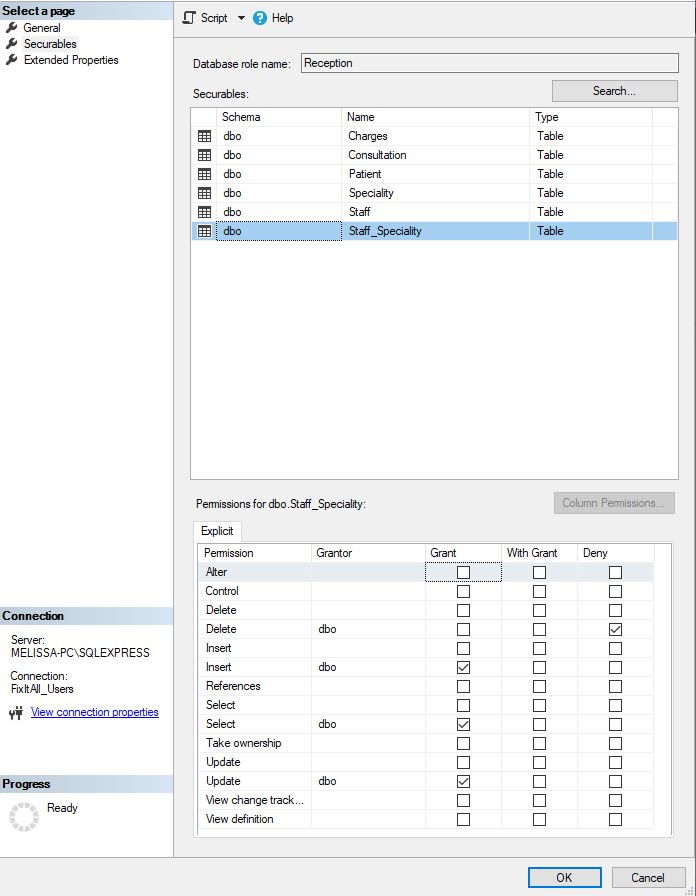 Select a page
General
Securables
Extended Properties
Script Help
Database role name: Reception
Securables: Search...
Schema Name Type
dbo Charges Table
dbo Consultation Table
dbo Patient Table
dbo Speciality Table
dbo Staff Table
dbo Staff_Speciality Table
Permissions for dbo.Staff_Speciality: Column Permissions...
Explicit
Permission Grantor Grant With Grant Deny
Alter
Control
Delete
Delete dbo
Insert
Insert dbo
References
Select
Select dbo
Take ownership
Update
Update dbo
View change track...
View definition
Connection
Server:
MELISSA-PC\SQLEXPRESS
Connection:
FixItAll_Users
View connection properties
Progress
Ready
OK Cancel